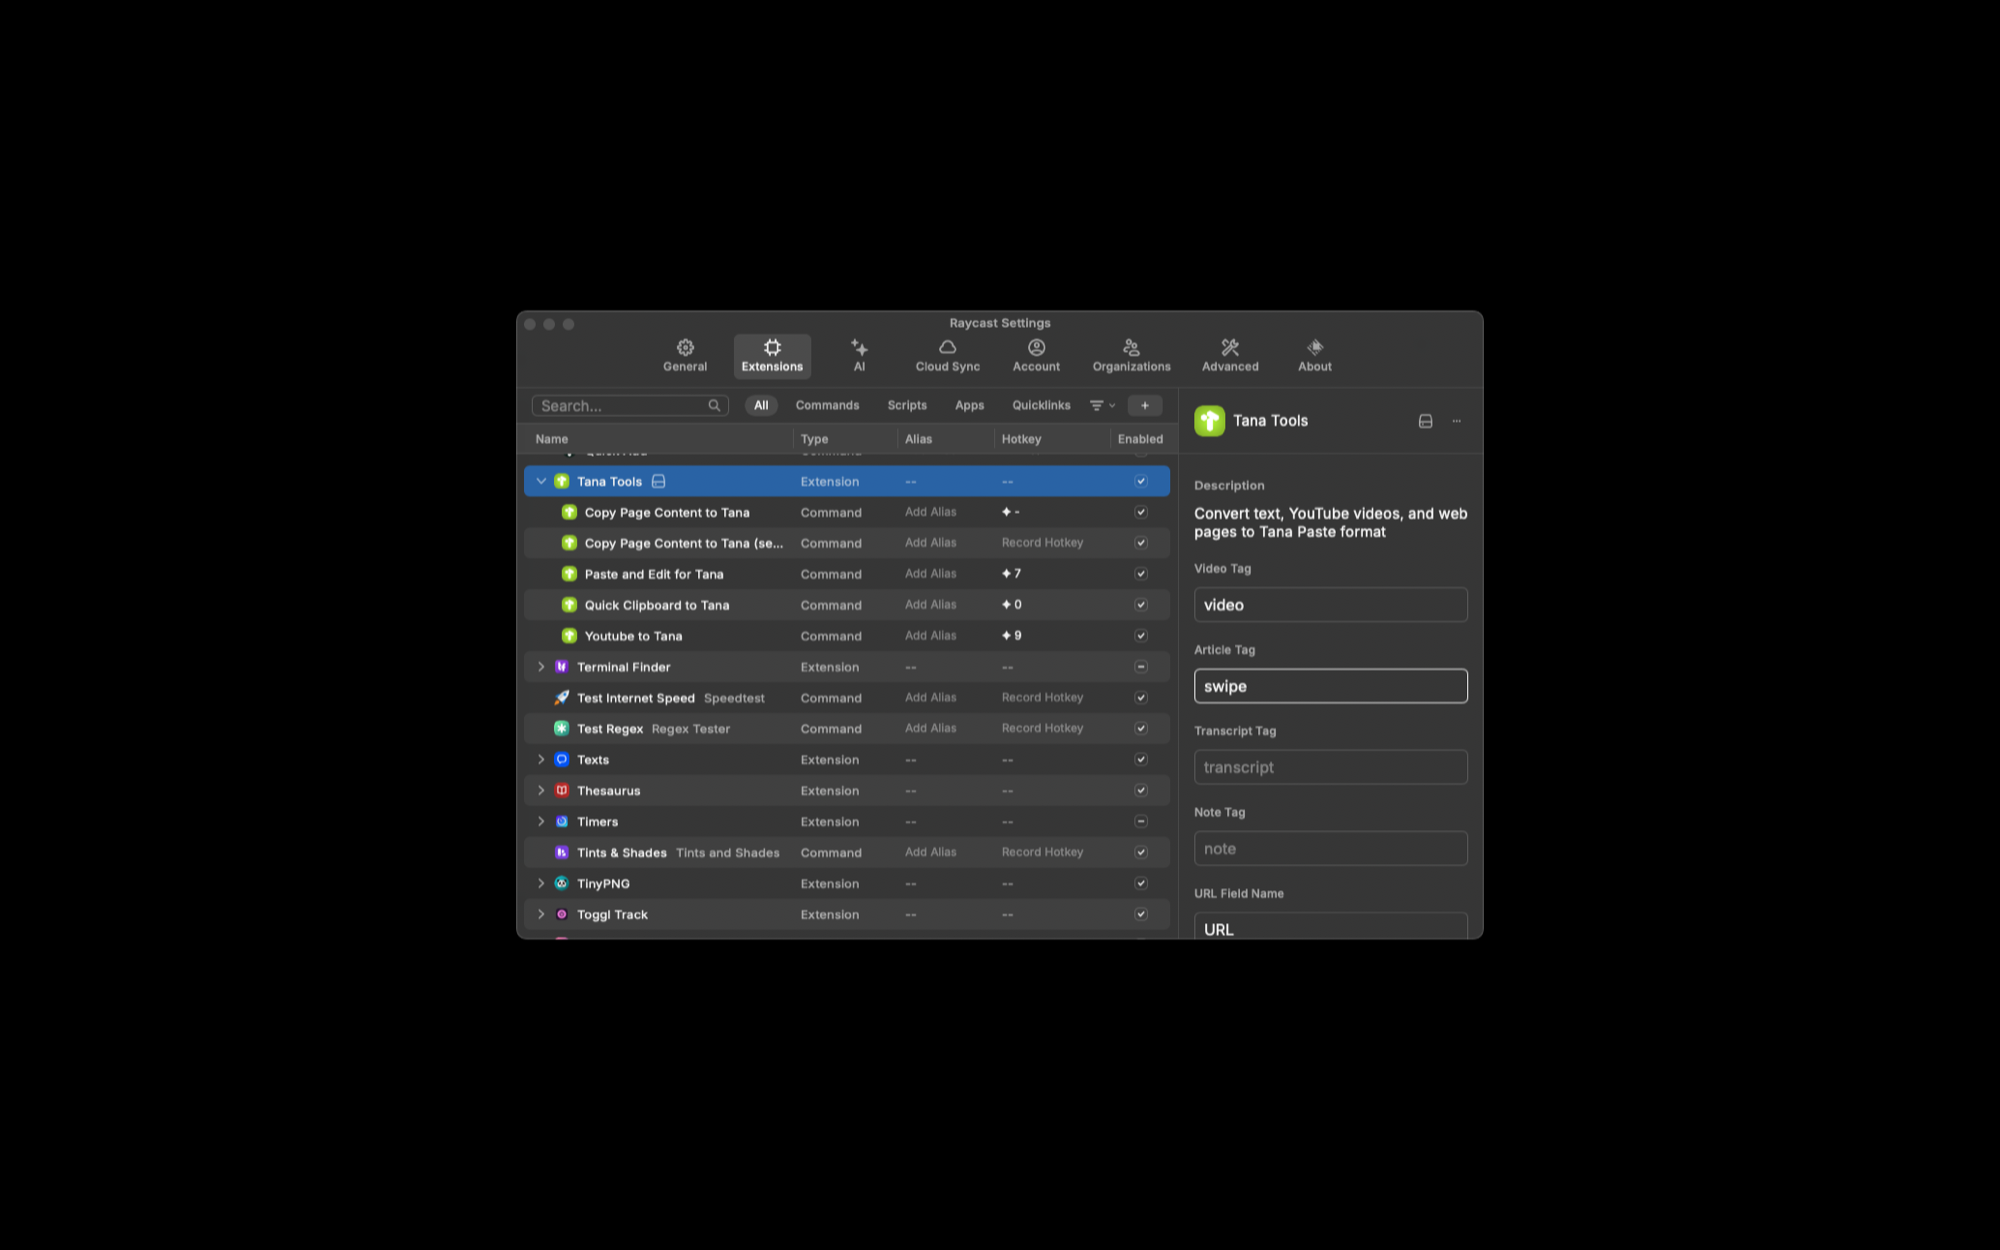 Raycast Settings
General Extensions AI Cloud Sync Account Organizations Advanced About
Search... All Commands Scripts Apps Quicklinks +
Name Type Alias Hotkey Enabled
Tana Tools Extension -- --
Copy Page Content to Tana Command Add Alias ✦ -
Copy Page Content to Tana (se... Command Add Alias Record Hotkey
Paste and Edit for Tana Command Add Alias ✦ 7
Quick Clipboard to Tana Command Add Alias ✦ 0
Youtube to Tana Command Add Alias ✦ 9
Terminal Finder Extension -- --
Test Internet Speed Speedtest Command Add Alias Record Hotkey
Test Regex Regex Tester Command Add Alias Record Hotkey
Texts Extension -- --
Thesaurus Extension -- --
Timers Extension -- --
Tints & Shades Tints and Shades Command Add Alias Record Hotkey
TinyPNG Extension -- --
Toggl Track Extension -- --
Tana Tools ...
Description
Convert text, YouTube videos, and web
pages to Tana Paste format
Video Tag
video
Article Tag
swipe
Transcript Tag
transcript
Note Tag
note
URL Field Name
URL